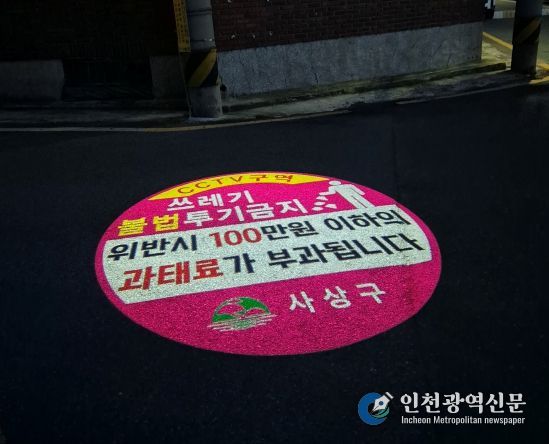 CCTV구역
쓰레기
불법투기금지
위반시 100만원 이하의
과태료가 부과됩니다
사상구
인천광역신문
Incheon Metropolitan newspaper